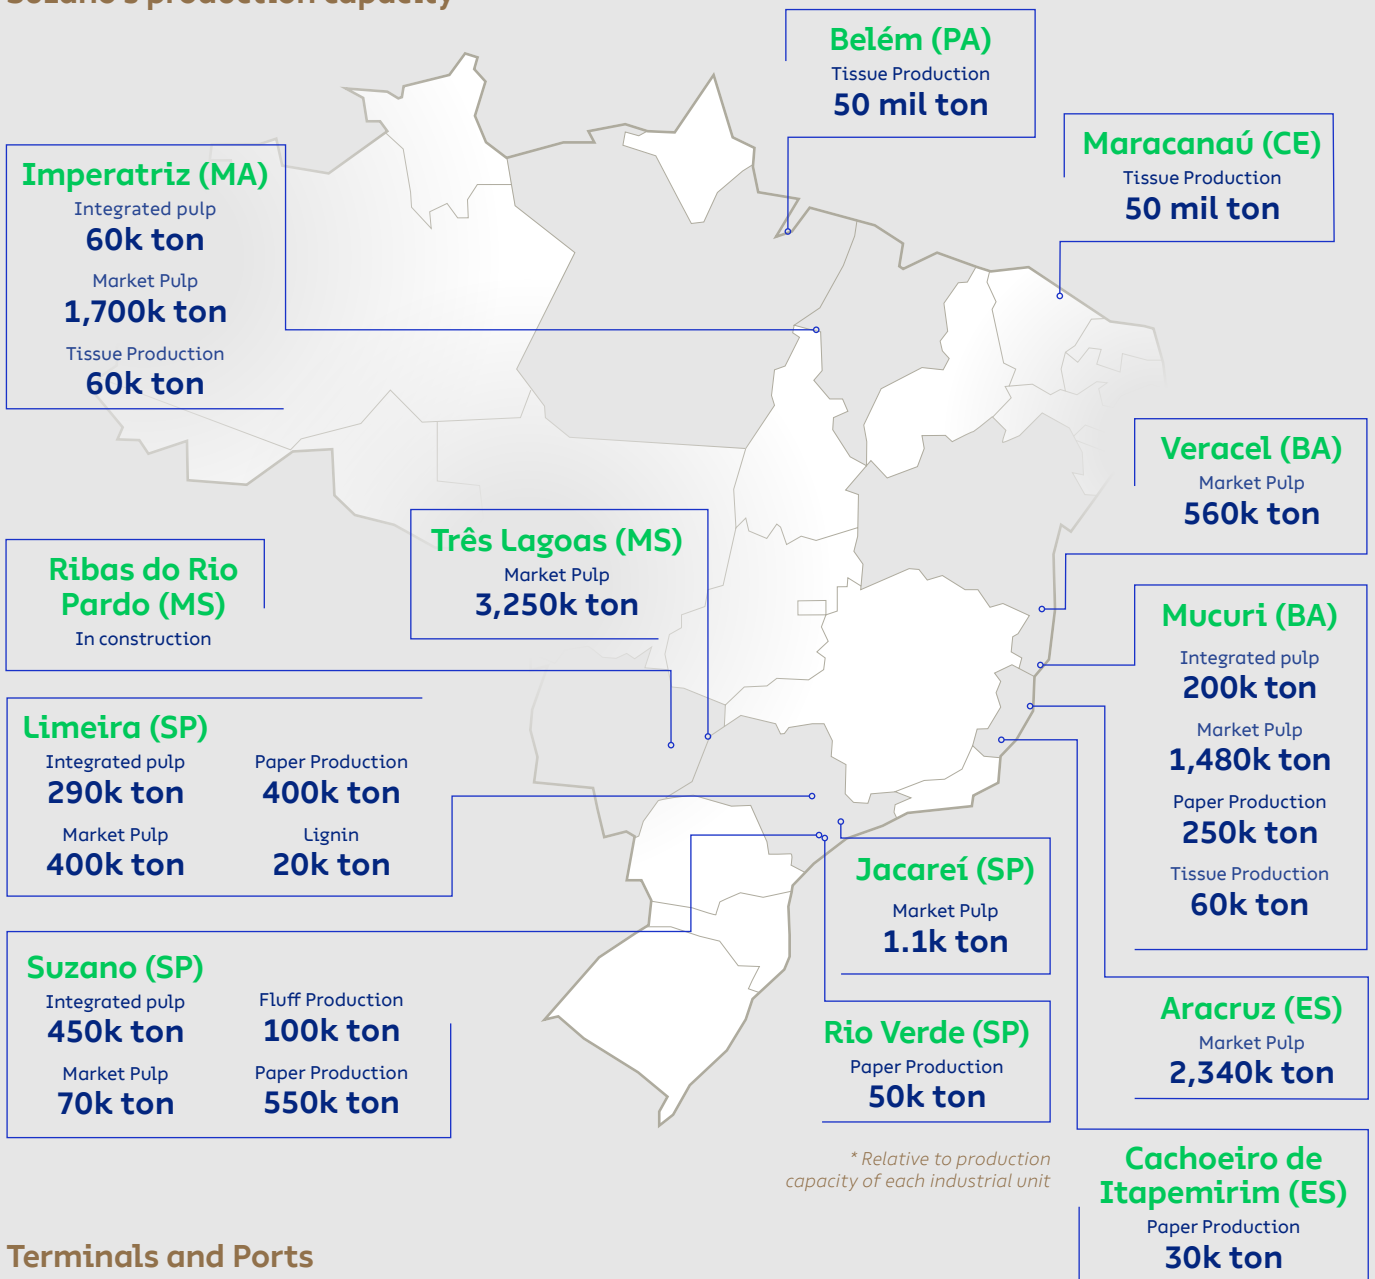 Suzano's production capacity
Belém (PA)
Tissue Production
50 mil ton
Maracanaú (CE)
Tissue Production
50 mil ton
Imperatriz (MA)
Integrated pulp
60k ton
Market Pulp
1,700k ton
Tissue Production
60k ton
Veracel (BA)
Market Pulp
560k ton
Três Lagoas (MS)
Market Pulp
3,250k ton
Ribas do Rio
Pardo (MS)
In construction
Mucuri (BA)
Integrated pulp
200k ton
Market Pulp
1,480k ton
Paper Production
250k ton
Tissue Production
60k ton
Limeira (SP)
Integrated pulp
290k ton
Market Pulp
400k ton
Paper Production
400k ton
Lignin
20k ton
Jacareí (SP)
Market Pulp
1.1k ton
Suzano (SP)
Integrated pulp
450k ton
Market Pulp
70k ton
Fluff Production
100k ton
Paper Production
550k ton
Rio Verde (SP)
Paper Production
50k ton
Aracruz (ES)
Market Pulp
2,340k ton
* Relative to production
capacity of each industrial unit
Cachoeiro de
Itapemirim (ES)
Paper Production
30k ton
Terminals and Ports